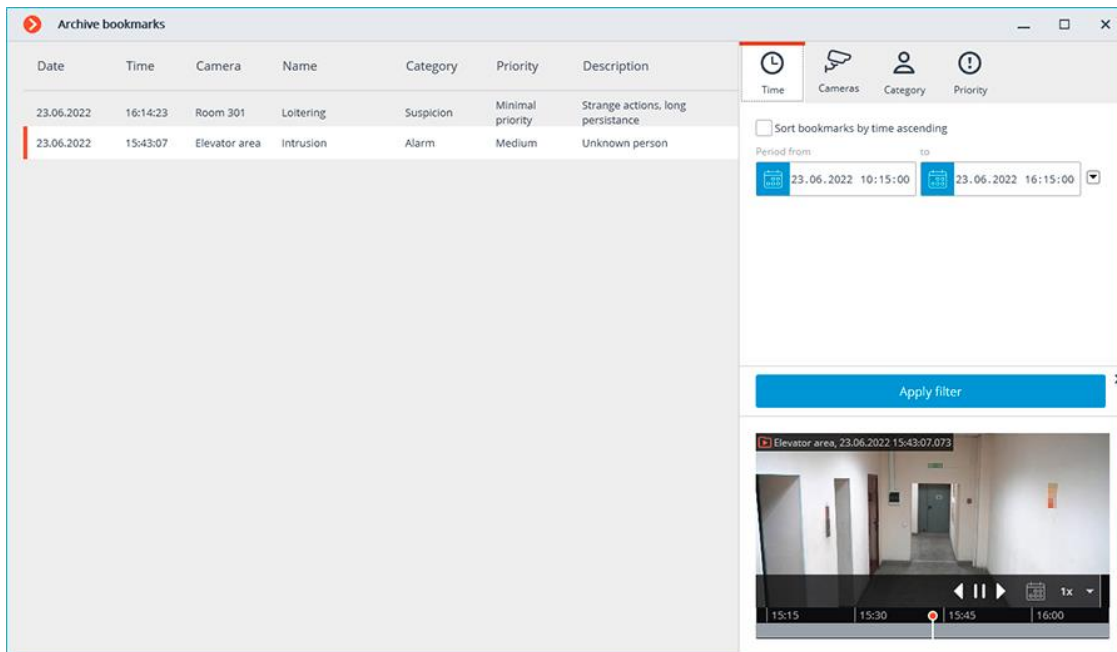 Archive bookmarks
Date Time Camera Name Category Priority Description
23.06.2022 16:14:23 Room 301 Loitering Suspicion Minimal priority Strange actions, long persistance
23.06.2022 15:43:07 Elevator area Intrusion Alarm Medium Unknown person
Time Cameras Category Priority
Sort bookmarks by time ascending
Period from to
23.06.2022 10:15:00 23.06.2022 16:15:00
Apply filter
Elevator area, 23.06.2022 15:43:07.073
1x
15:15 15:30 15:45 16:00